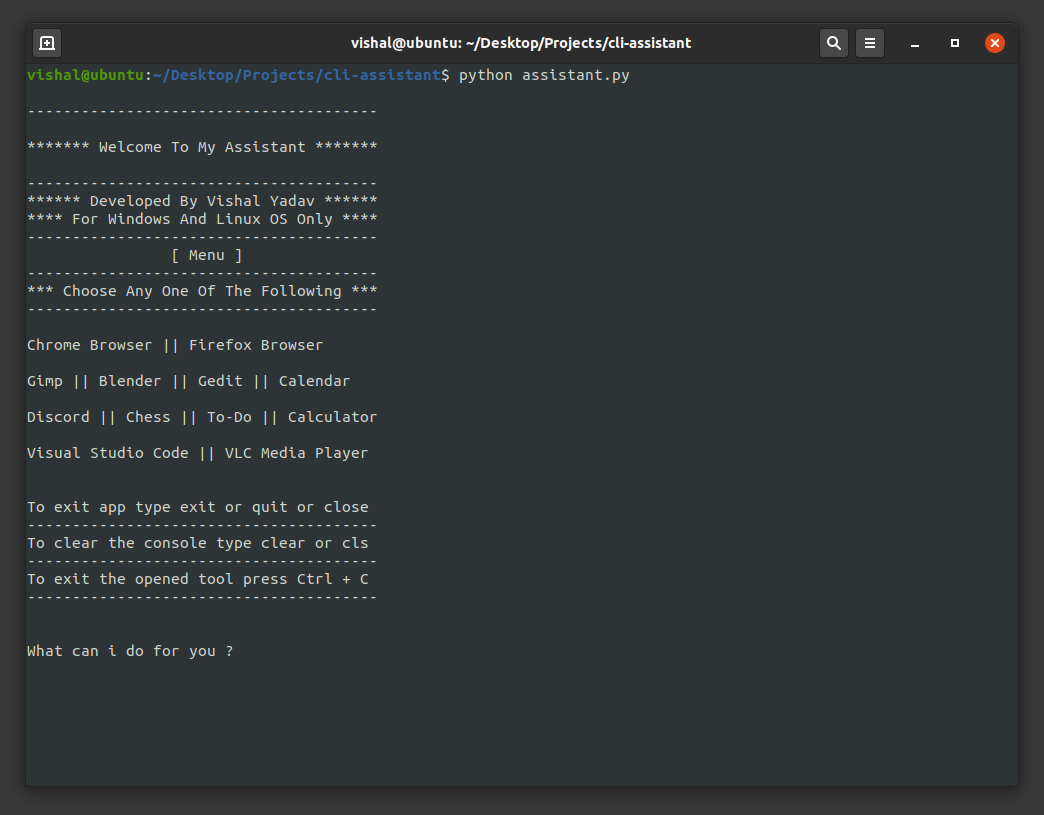 vishal@ubuntu: ~/Desktop/Projects/cli-assistant
vishal@ubuntu:~/Desktop/Projects/cli-assistant$ python assistant.py
---------------------------------------
******* Welcome To My Assistant *******
---------------------------------------
****** Developed By Vishal Yadav ******
**** For Windows And Linux OS Only ****
---------------------------------------
[ Menu ]
---------------------------------------
*** Choose Any One Of The Following ***
---------------------------------------
Chrome Browser || Firefox Browser
Gimp || Blender || Gedit || Calendar
Discord || Chess || To-Do || Calculator
Visual Studio Code || VLC Media Player
To exit app type exit or quit or close
---------------------------------------
To clear the console type clear or cls
---------------------------------------
To exit the opened tool press Ctrl + C
---------------------------------------
What can i do for you ?